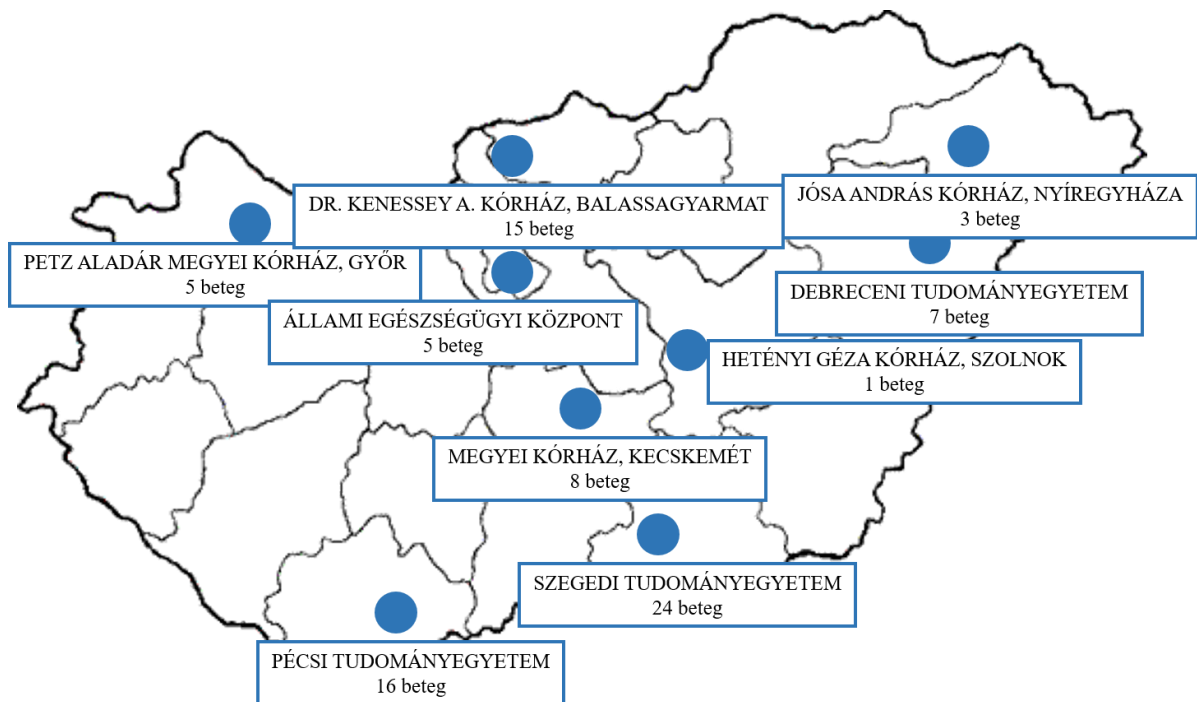 DR. KENESSEY A. KÓRHÁZ, BALASSAGYARMAT
15 beteg
JÓSA ANDRÁS KÓRHÁZ, NYÍREGYHÁZA
3 beteg
PETZ ALADÁR MEGYEI KÓRHÁZ, GYŐR
5 beteg
ÁLLAMI EGÉSZSÉGÜGYI KÖZPONT
5 beteg
DEBRECENI TUDOMÁNYEGYETEM
7 beteg
HETÉNYI GÉZA KÓRHÁZ, SZOLNOK
1 beteg
MEGYEI KÓRHÁZ, KECSKEMÉT
8 beteg
SZEGEDI TUDOMÁNYEGYETEM
24 beteg
PÉCSI TUDOMÁNYEGYETEM
16 beteg